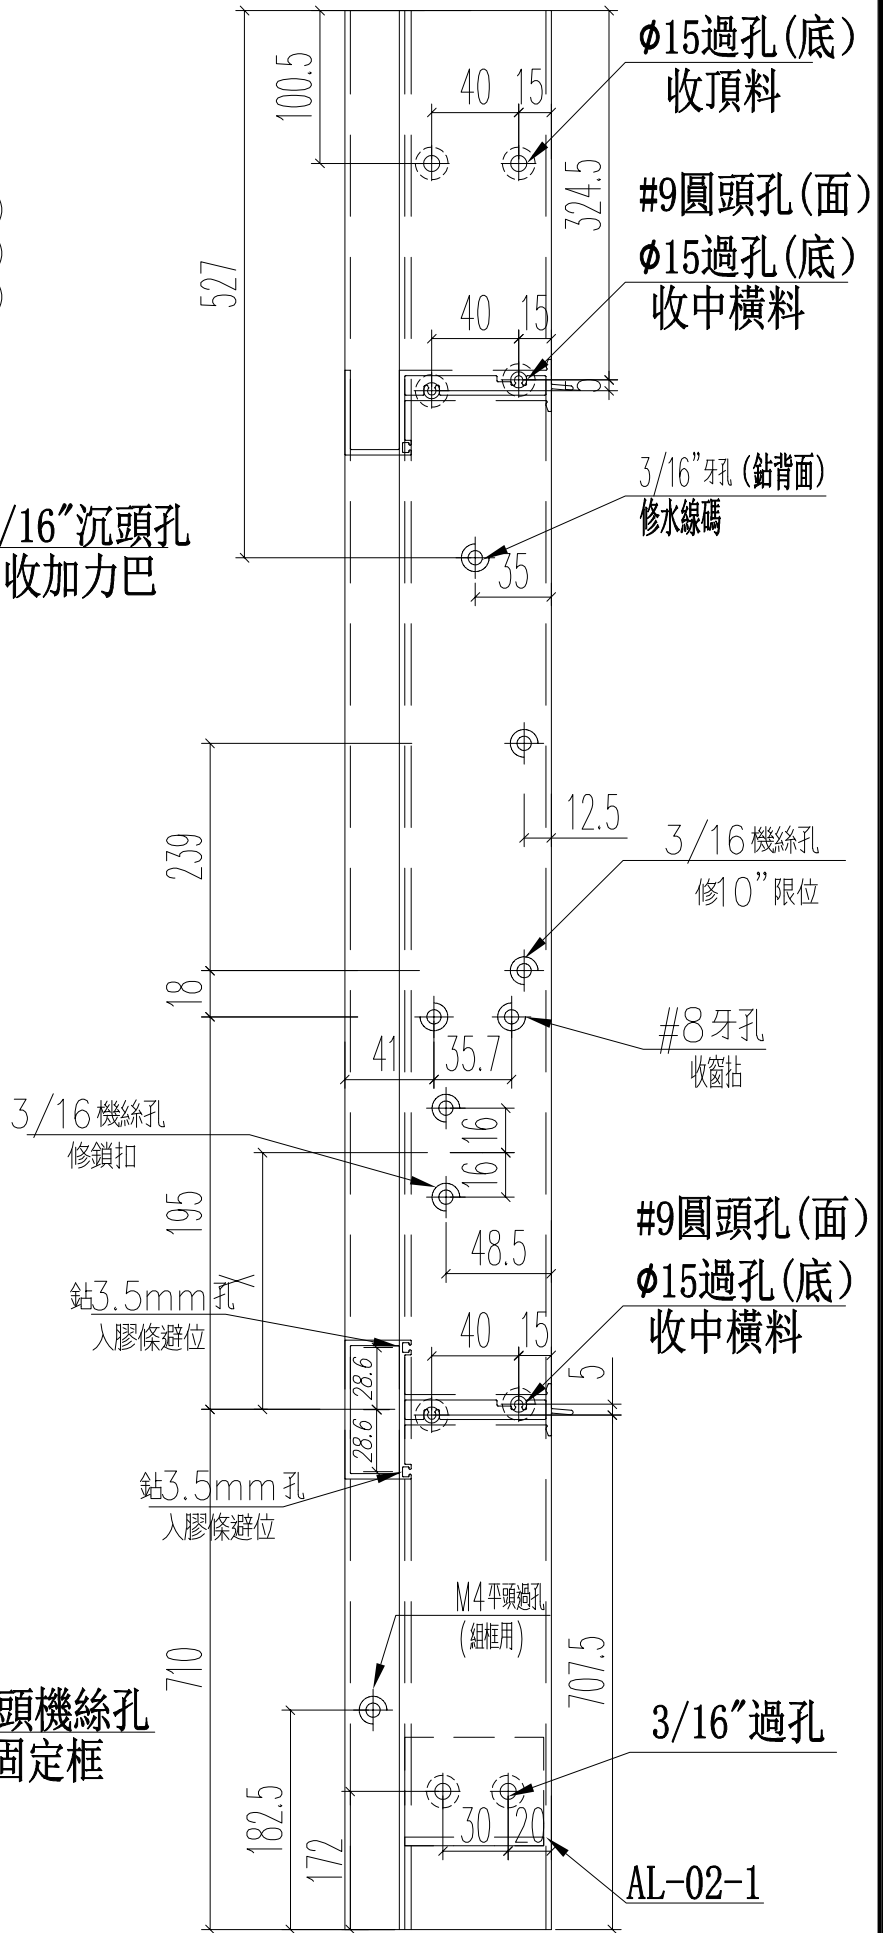 ϕ15過孔(底)
收頂料
100.5
40
15
324.5
#9圓頭孔(面)
ϕ15過孔(底)
收中橫料
527
40
15
3/16”牙孔(鉆背面)
修水線碼
/16″沉頭孔
收加力巴
35
239
12.5
3/16機絲孔
修10”限位
18
#8牙孔
收窗拈
41
35.7
3/16機絲孔
修鎖扣
16
16
195
48.5
#9圓頭孔(面)
ϕ15過孔(底)
收中橫料
鉆3.5mm孔
入膠條避位
X
40
15
5
28.6
28.6
鉆3.5mm孔
入膠條避位
M4平頭過孔
(組框用)
710
707.5
頭機絲孔
固定框
3/16″過孔
182.5
172
30
20
AL-02-1